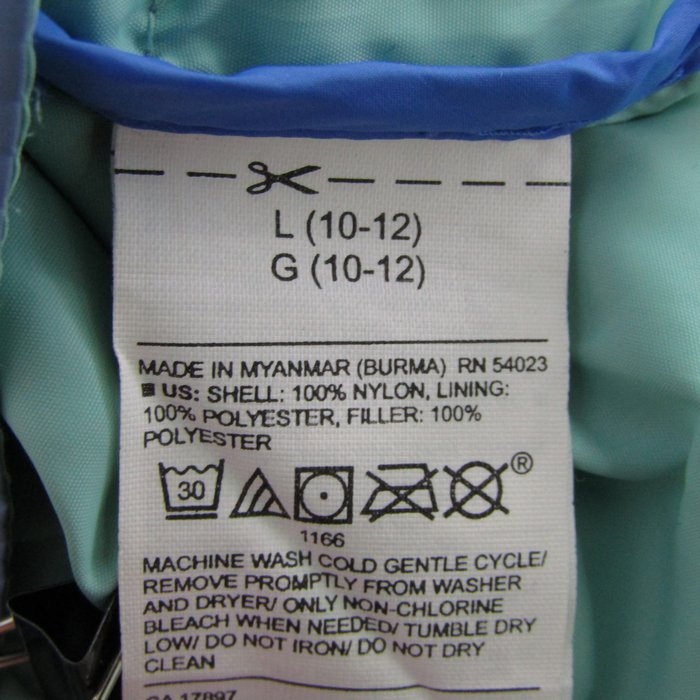 L (10-12)
G (10-12)
MADE IN MYANMAR (BURMA) RN 54023
US: SHELL: 100% NYLON, LINING:
100% POLYESTER, FILLER: 100%
POLYESTER
30
®
1166
MACHINE WASH COLD GENTLE CYCLE/
REMOVE PROMPTLY FROM WASHER
AND DRYER/ ONLY NON-CHLORINE
BLEACH WHEN NEEDED/ TUMBLE DRY
LOW/ DO NOT IRON/ DO NOT DRY
CLEAN
CA 17897